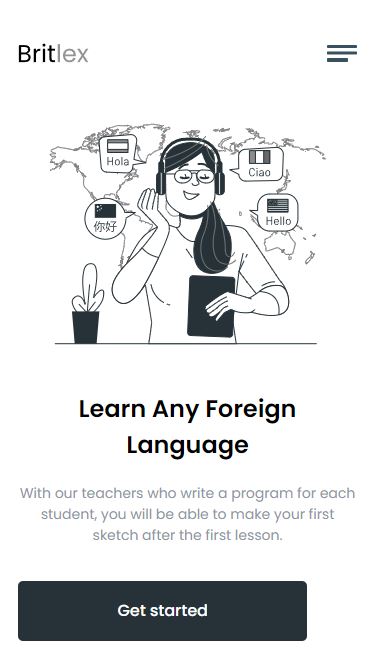 Britlex
Hola
Ciao
你好
Hello
Learn Any Foreign
Language
With our teachers who write a program for each
student, you will be able to make your first
sketch after the first lesson.
Get started